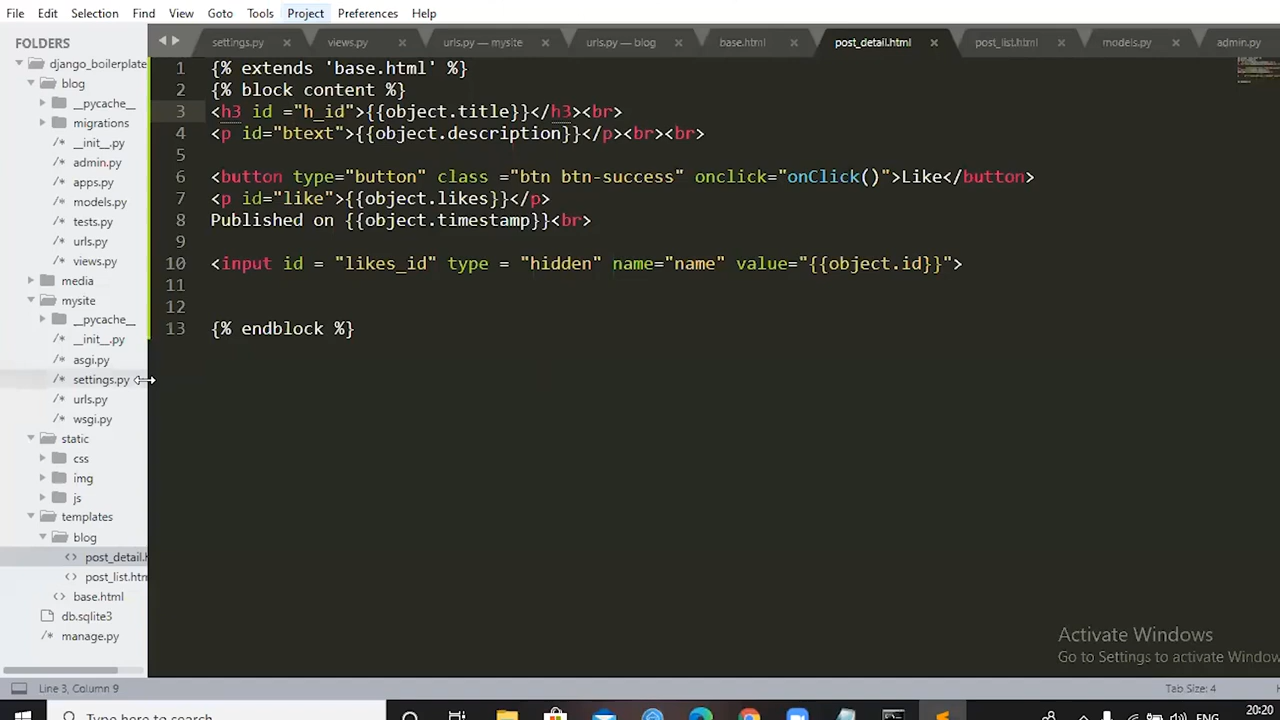 File Edit Selection Find View Goto Tools Project Preferences Help
FOLDERS
django_boilerplate
blog
__pycache__
migrations
__init__.py
admin.py
apps.py
models.py
tests.py
urls.py
views.py
media
mysite
__pycache__
__init__.py
asgi.py
settings.py
urls.py
wsgi.py
static
css
img
js
templates
blog
post_detail.h
post_list.htm
base.html
db.sqlite3
manage.py
settings.py views.py urls.py — mysite urls.py — blog base.html post_detail.html post_list.html models.py admin.py
1 {% extends 'base.html' %}
2 {% block content %}
3 <h3 id ="h_id">{{object.title}}</h3><br>
4 <p id="btext">{{object.description}}</p><br><br>
5
6 <button type="button" class ="btn btn-success" onclick="onClick()">Like</button>
7 <p id="like">{{object.likes}}</p>
8 Published on {{object.timestamp}}<br>
9
10 <input id = "likes_id" type = "hidden" name="name" value="{{object.id}}">
11
12
13 {% endblock %}
Activate Windows
Go to Settings to activate Window
Line 3, Column 9
Tab Size: 4
Type here to search
ENG
20:20